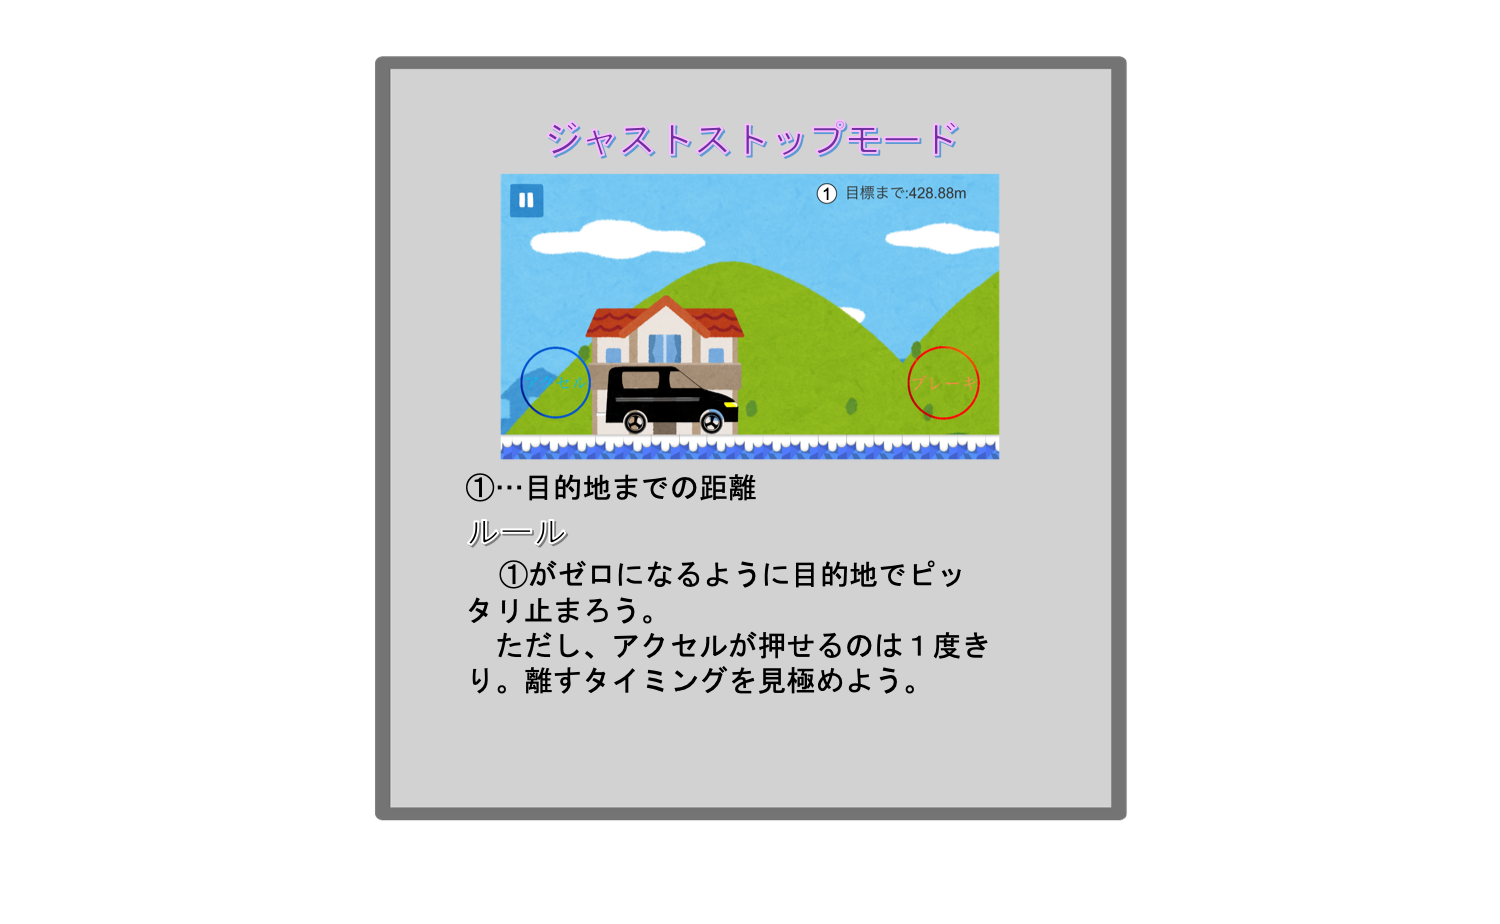 ジャストストップモード
① 目標まで:428.88m
アクセル
ブレーキ
①…目的地までの距離
ルール
①がゼロになるように目的地でピッ
タリ止まろう。
ただし、アクセルが押せるのは１度き
り。離すタイミングを見極めよう。